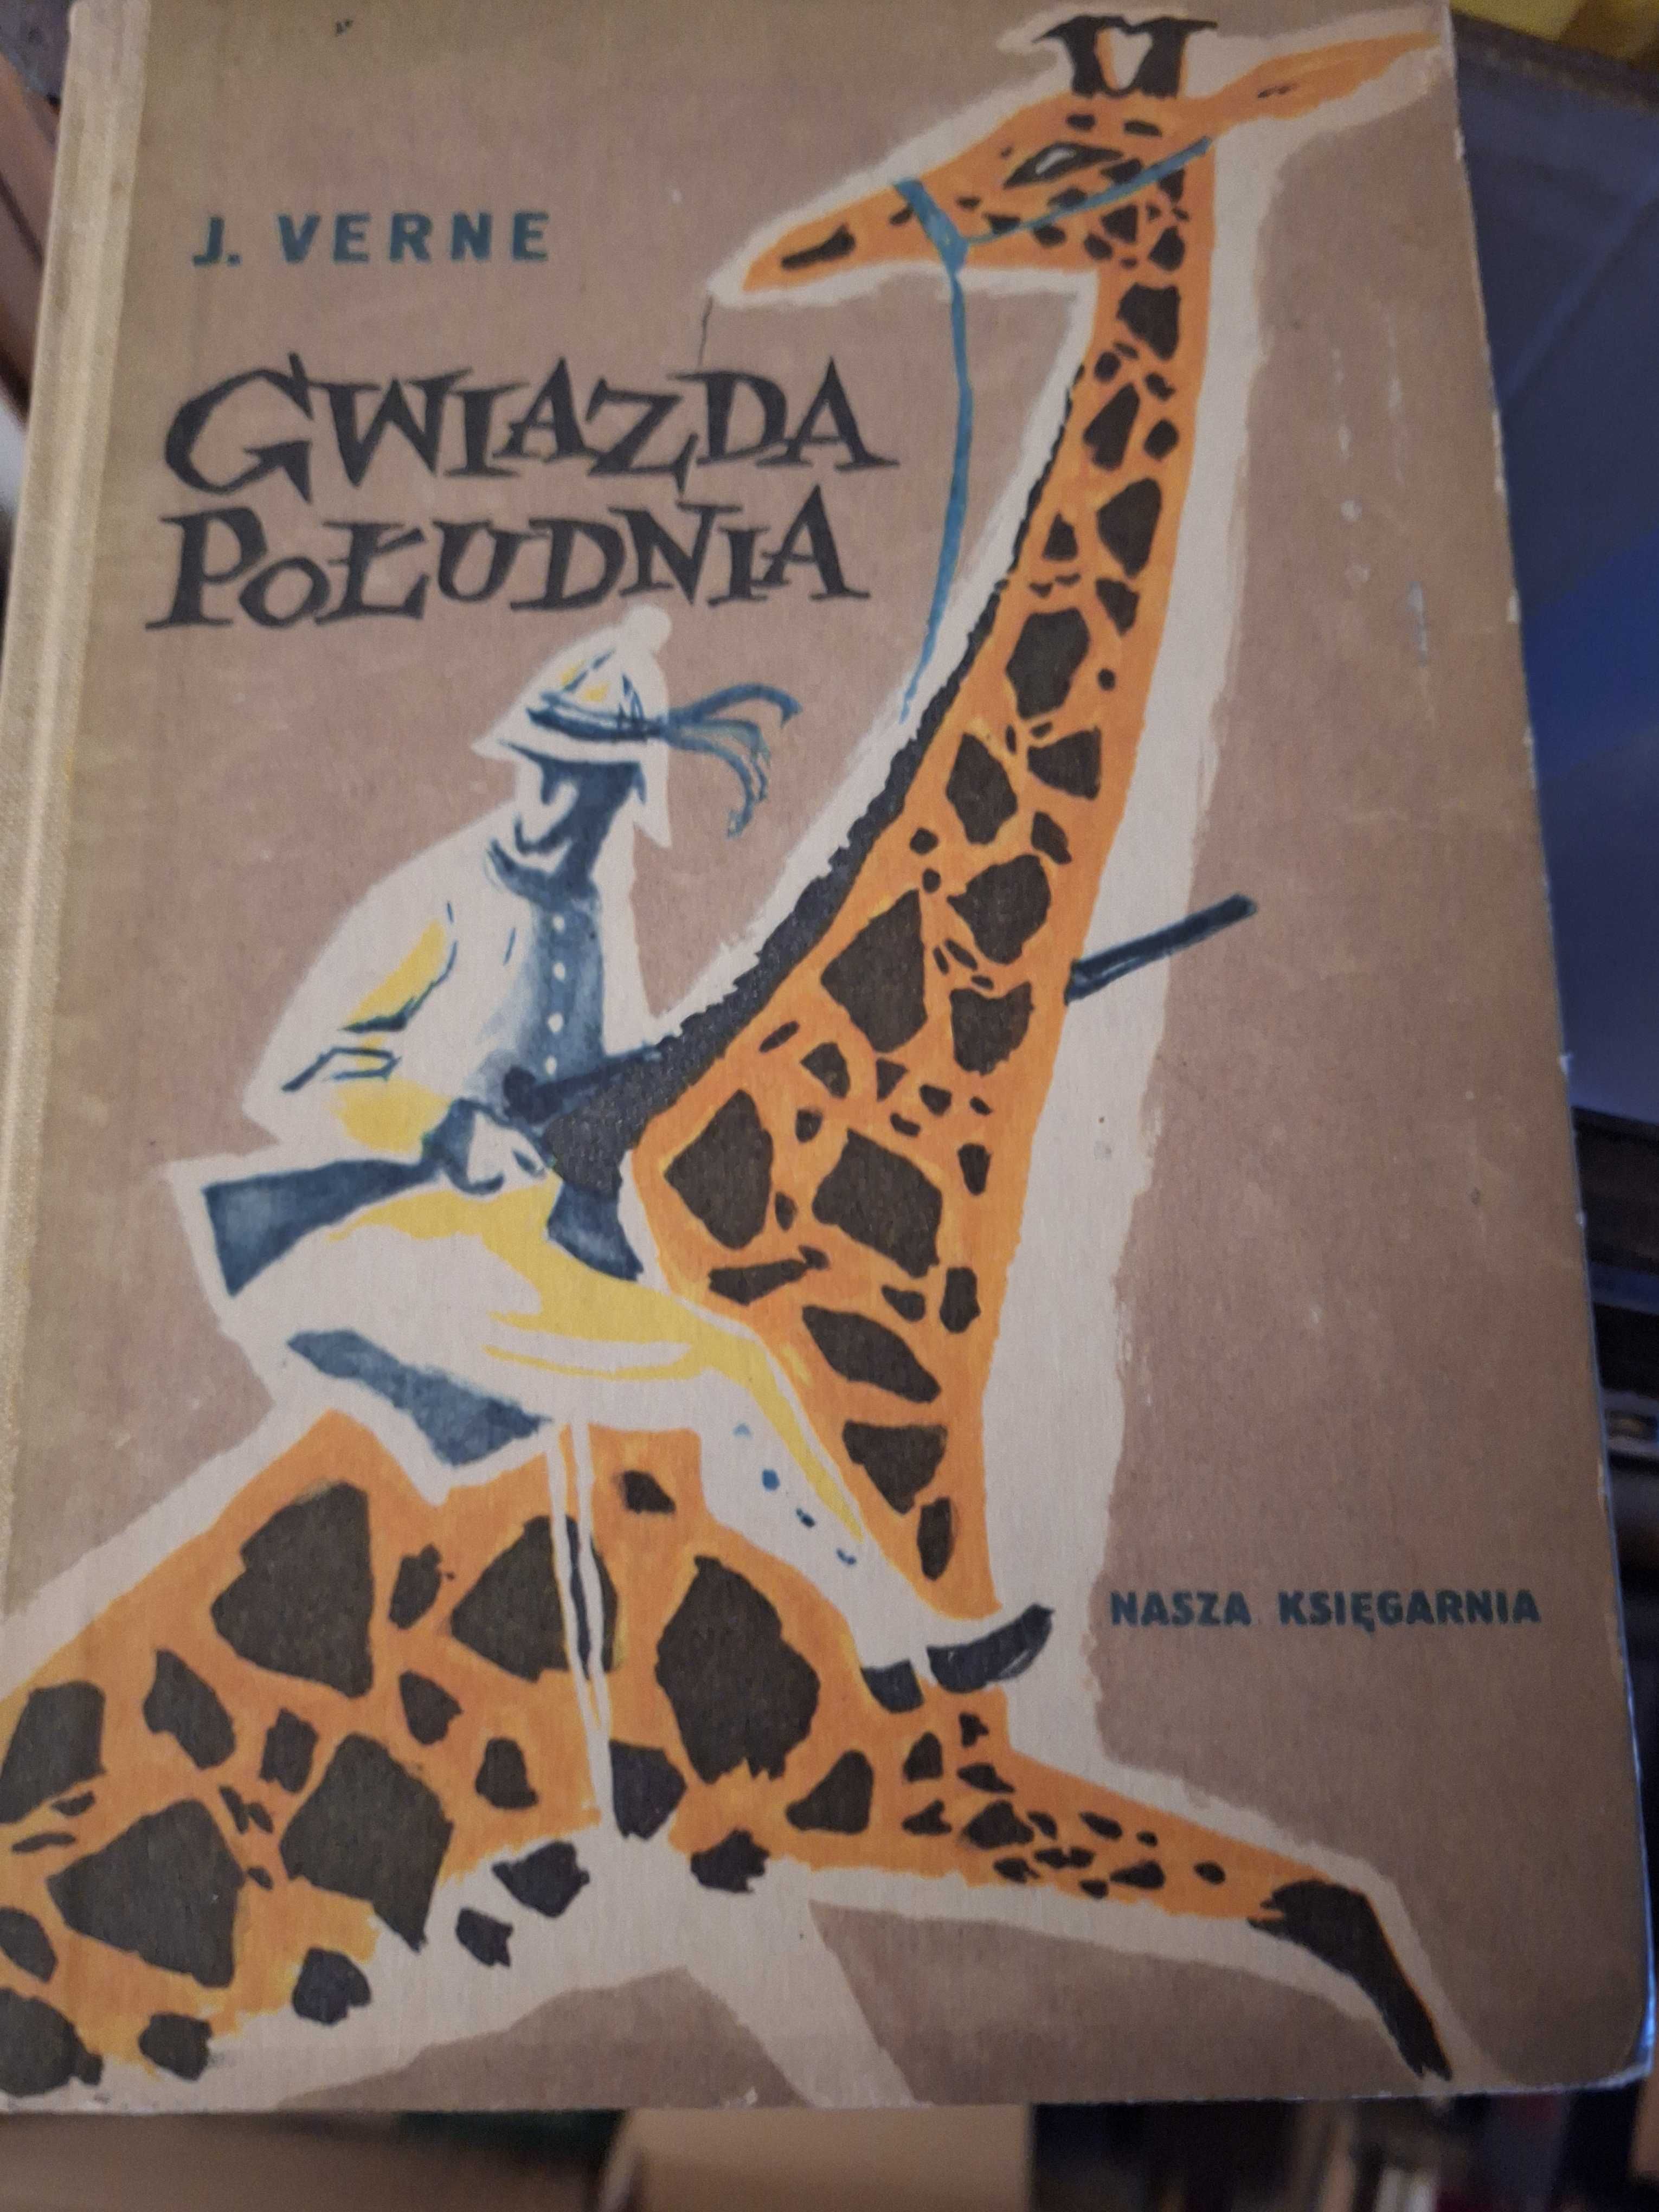 J. VERNE
GWIAZDA
POŁUDNIA
NASZA KSIĘGARNIA